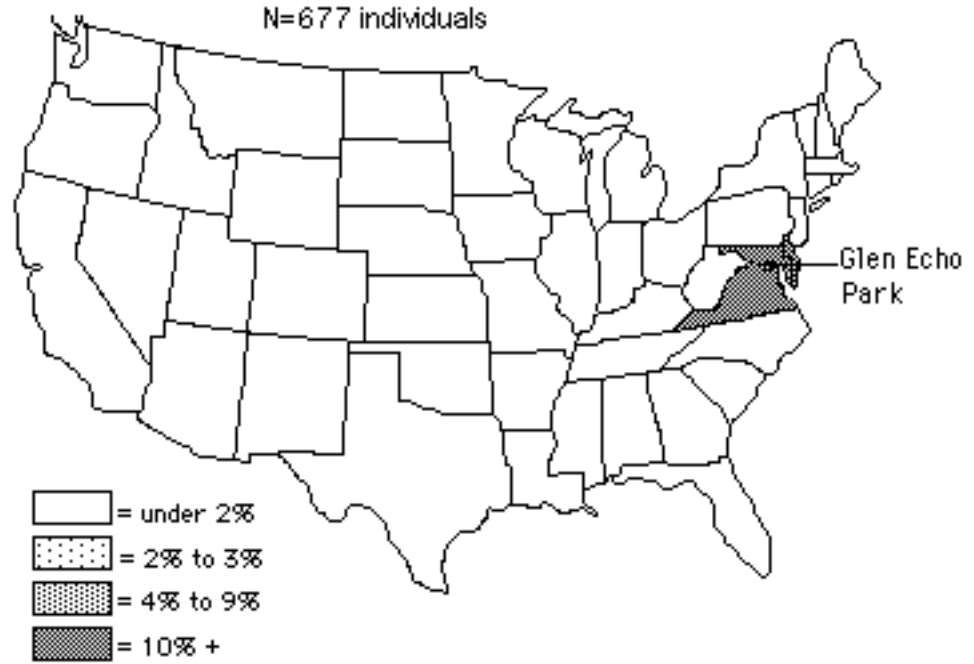 N=677 individuals
Glen Echo
Park
= under 2%
= 2% to 3%
= 4% to 9%
= 10% +